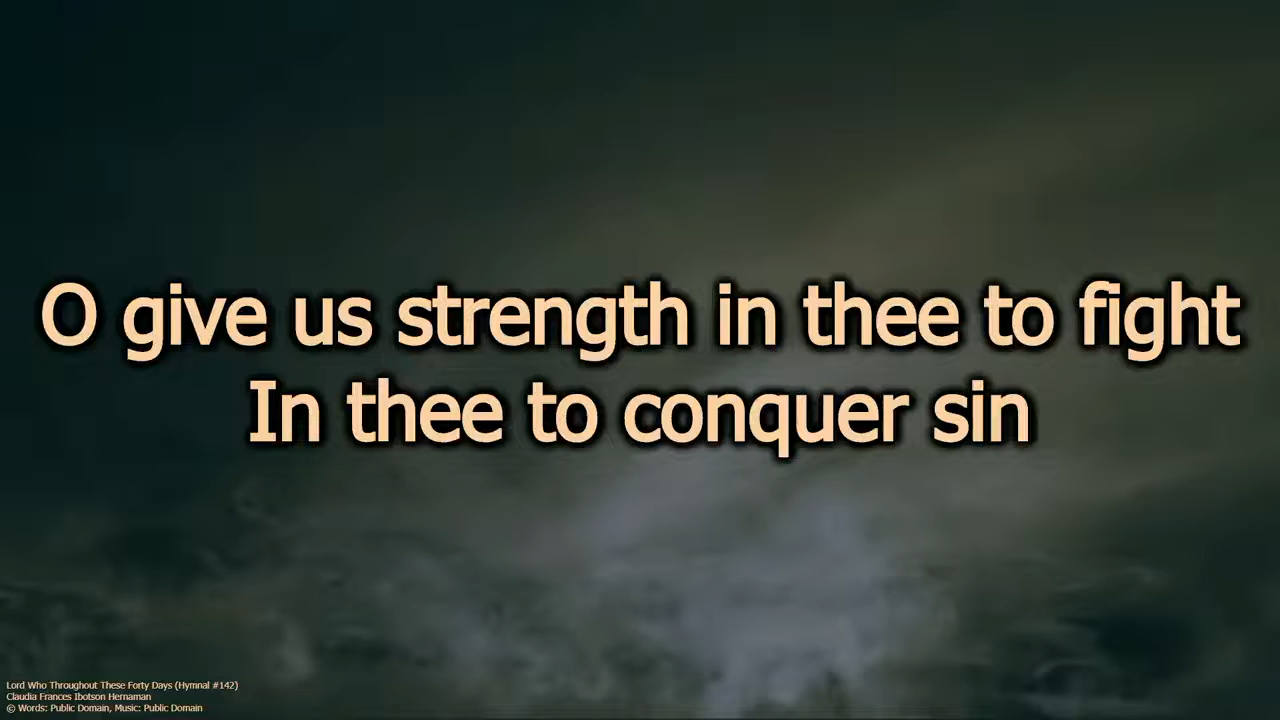 O give us strength in thee to fight
In thee to conquer sin
Lord Who Throughout These Forty Days (Hymnal #142)
Claudia Frances Ibotson Hernaman
© Words: Public Domain, Music: Public Domain